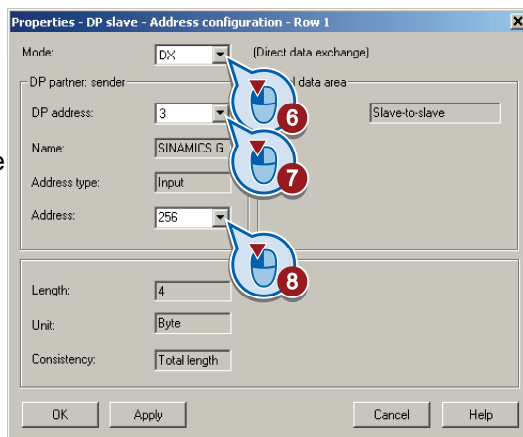 Properties - DP slave - Address configuration - Row 1
Mode: DX (Direct data exchange)
DP partner: sender data area
6
DP address: 3 Slave-to-slave
e Name: SINAMICS G
7
Address type: Input
Address: 256
8
Length: 4
Unit: Byte
Consistency: Total length
OK Apply Cancel Help